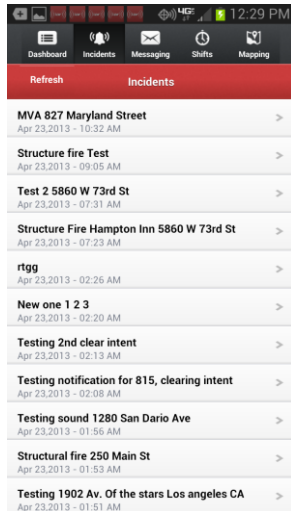 4G 12:29 PM
Dashboard Incidents Messaging Shifts Mapping
Refresh Incidents
MVA 827 Maryland Street >
Apr 23,2013 - 10:32 AM
Structure fire Test >
Apr 23,2013 - 09:05 AM
Test 2 5860 W 73rd St >
Apr 23,2013 - 07:31 AM
Structure Fire Hampton Inn 5860 W 73rd St >
Apr 23,2013 - 07:23 AM
rtgg >
Apr 23,2013 - 02:26 AM
New one 1 2 3 >
Apr 23,2013 - 02:20 AM
Testing 2nd clear intent >
Apr 23,2013 - 02:13 AM
Testing notification for 815, clearing intent >
Apr 23,2013 - 02:08 AM
Testing sound 1280 San Dario Ave >
Apr 23,2013 - 01:56 AM
Structural fire 250 Main St >
Apr 23,2013 - 01:53 AM
Testing 1902 Av. Of the stars Los angeles CA >
Apr 23,2013 - 01:51 AM